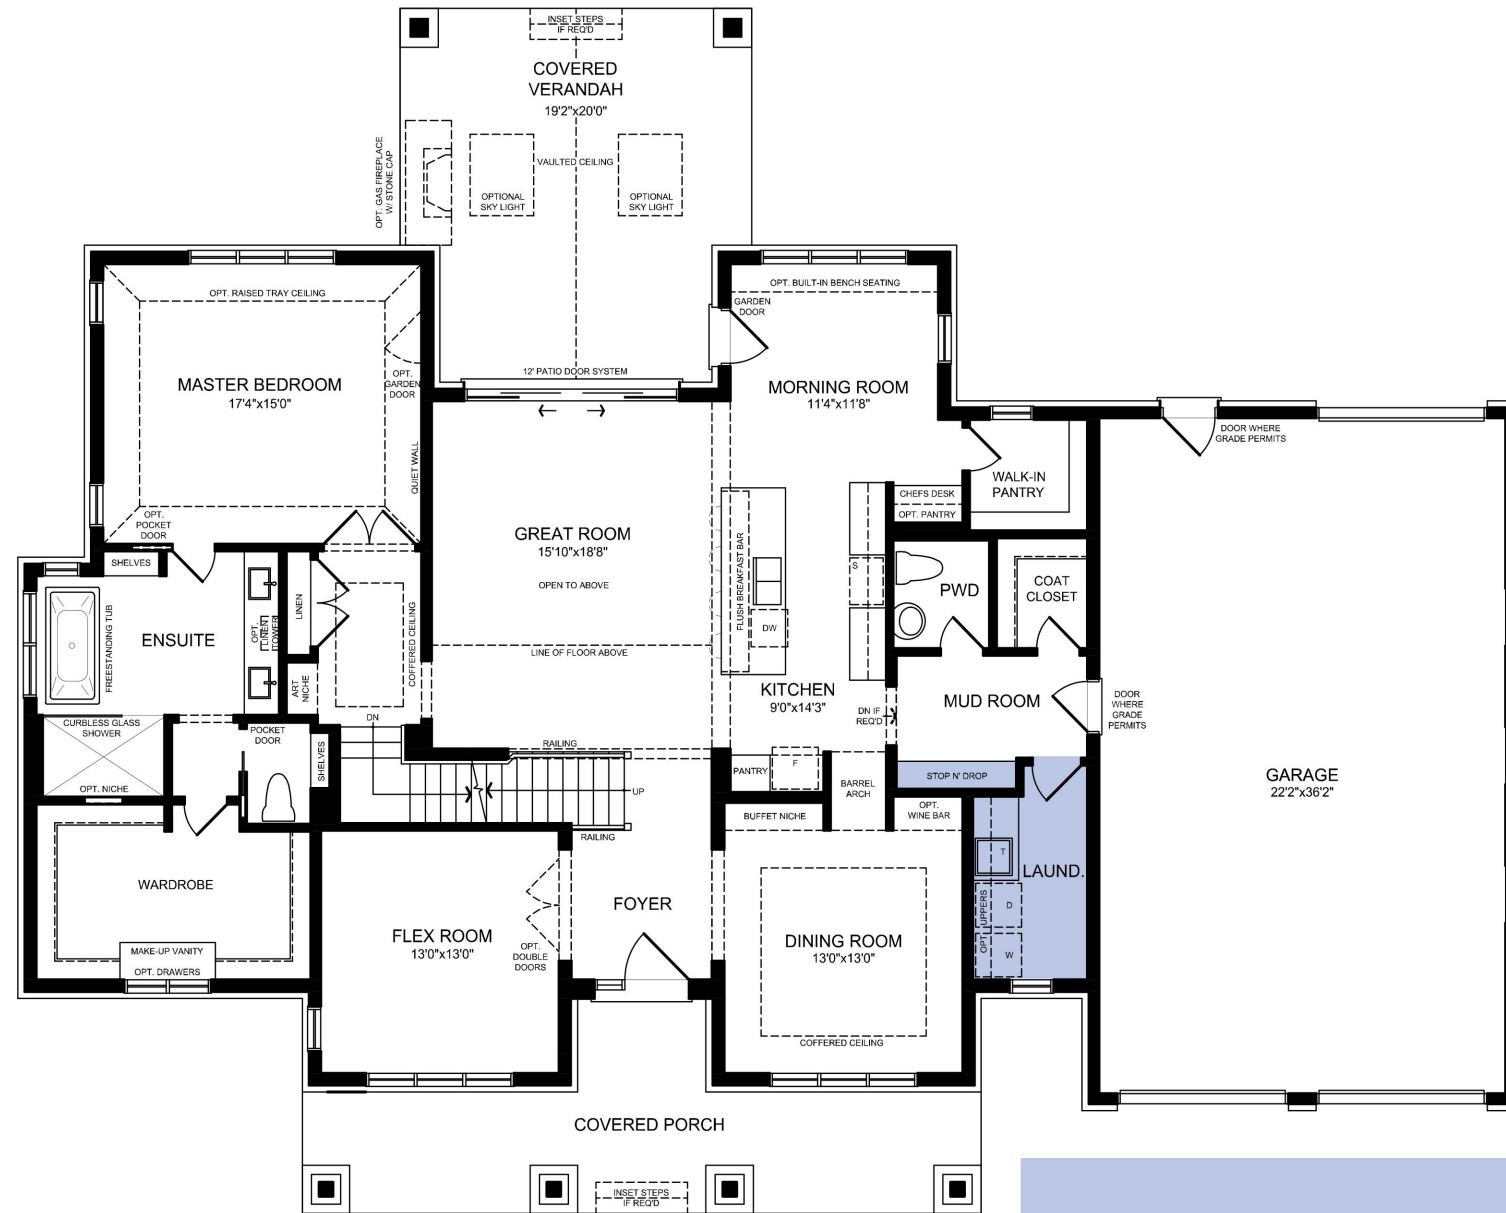 INSET STEPS
IF REQ'D
COVERED
VERANDAH
19'2"x20'0"
OPT. GAS FIREPLACE
W/ STONE CAP
VAULTED CEILING
OPTIONAL
SKY LIGHT
OPTIONAL
SKY LIGHT
OPT. RAISED TRAY CEILING
MASTER BEDROOM
17'4"x15'0"
OPT.
GARDEN
DOOR
QUIET WALL
OPT.
POCKET
DOOR
12' PATIO DOOR SYSTEM
GARDEN
DOOR
OPT. BUILT-IN BENCH SEATING
MORNING ROOM
11'4"x11'8"
DOOR WHERE
GRADE PERMITS
WALK-IN
PANTRY
CHEFS DESK
OPT. PANTRY
GREAT ROOM
15'10"x18'8"
OPEN TO ABOVE
LINE OF FLOOR ABOVE
FLUSH BREAKFAST BAR
DW
S
PWD
COAT
CLOSET
SHELVES
FREESTANDING TUB
ENSUITE
OPT.
LINEN
TOWER
LINEN
ART
NICHE
COFFERED CEILING
KITCHEN
9'0"x14'3"
DN IF
REQ'D
MUD ROOM
DOOR
WHERE
GRADE
PERMITS
CURBLESS GLASS
SHOWER
OPT. NICHE
POCKET
DOOR
SHELVES
DN
RAILING
UP
RAILING
PANTRY
F
BARREL
ARCH
STOP N' DROP
GARAGE
22'2"x36'2"
BUFFET NICHE
OPT.
WINE BAR
T
LAUND.
D
W
OPT. UPPERS
WARDROBE
MAKE-UP VANITY
OPT. DRAWERS
FLEX ROOM
13'0"x13'0"
OPT.
DOUBLE
DOORS
FOYER
DINING ROOM
13'0"x13'0"
COFFERED CEILING
COVERED PORCH
INSET STEPS
IF REQ'D